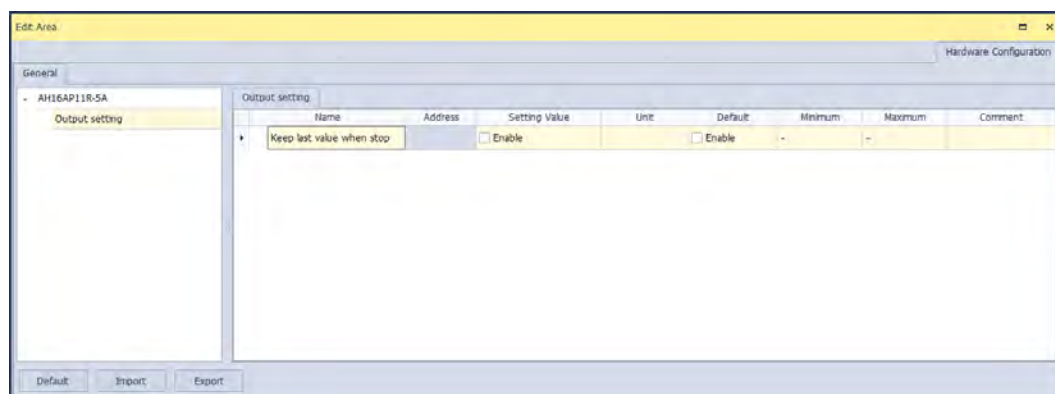 Edit Area
Hardware Configuration
General
- AH16AP11R-5A
Output setting
Output setting
Name Address Setting Value Unit Default Minimum Maximum Comment
Keep last value when stop Enable Enable - -
Default Import Export